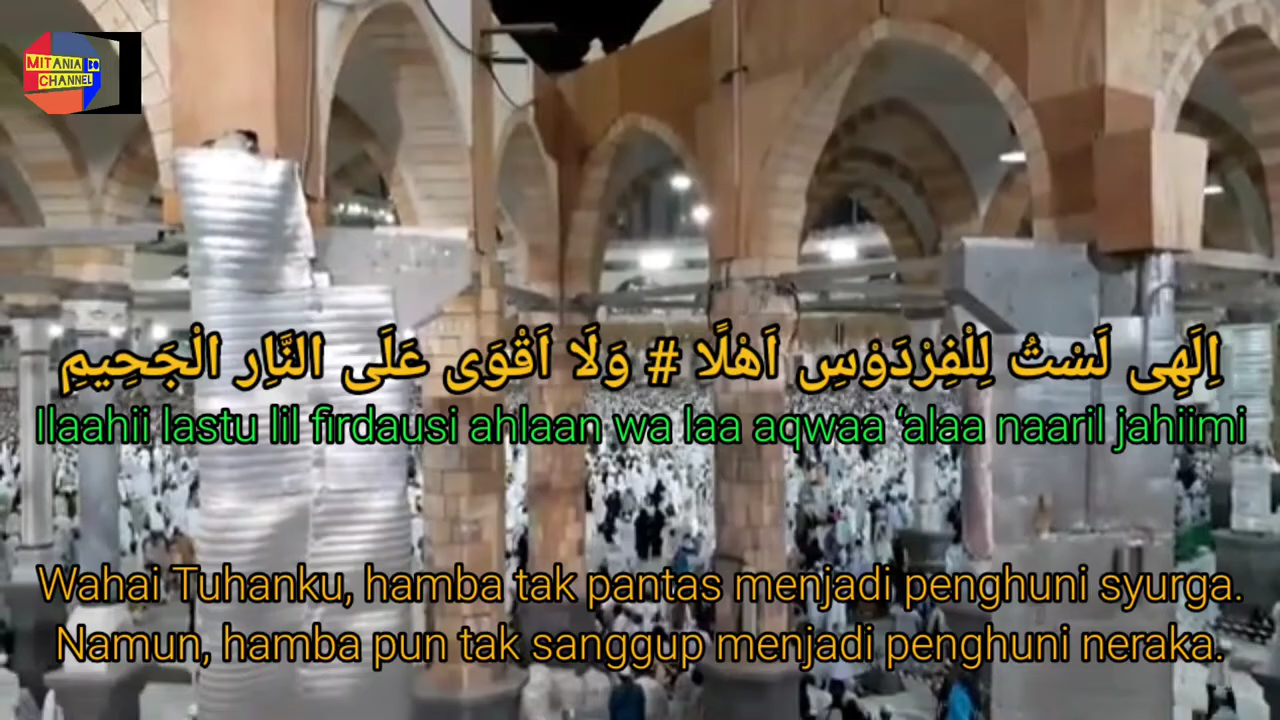 MITANIA BO
CHANNEL
اِلَهِى لَسْتُ لِلْفِرْدَوْسِ اَهْلًا # وَلَا اَقْوَى عَلَى النَّاِر الْجَحِيمِ
Ilaahii lastu lil firdausi ahlaan wa laa aqwaa ‘alaa naaril jahiimi
Wahai Tuhanku, hamba tak pantas menjadi penghuni syurga.
Namun, hamba pun tak sanggup menjadi penghuni neraka.